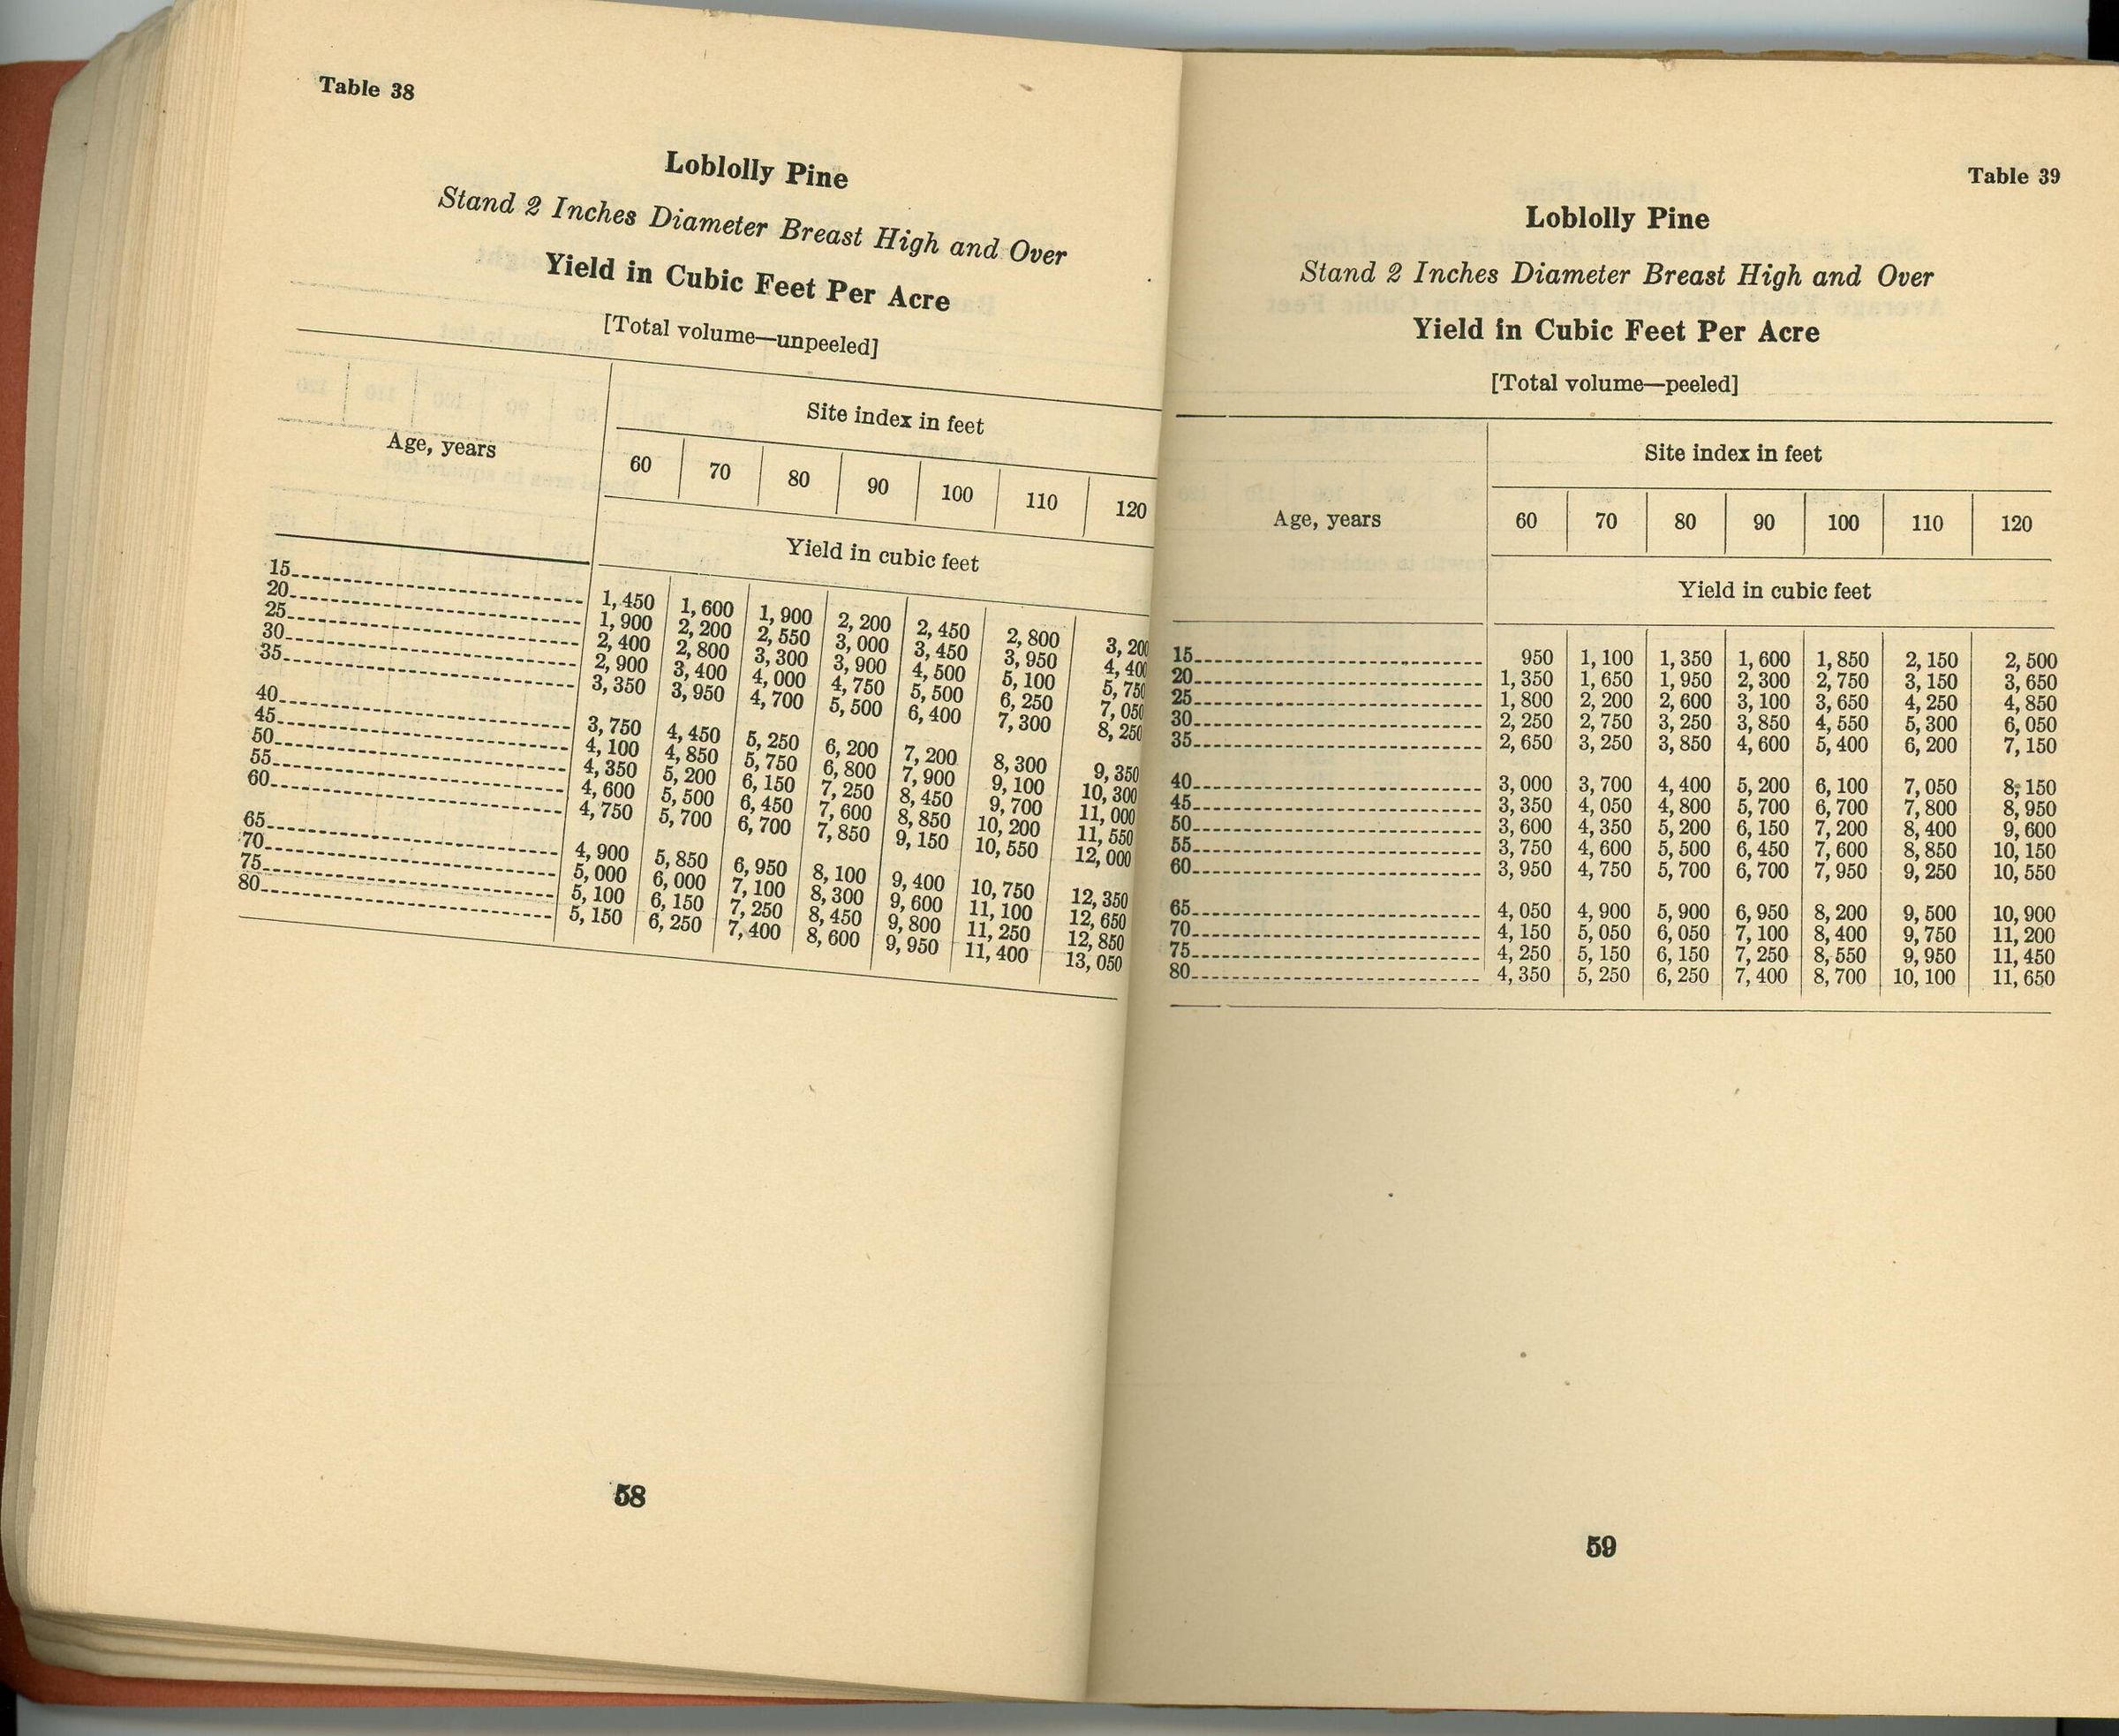 Table 38
Loblolly Pine
Stand 2 Inches Diameter Breast High and Over
Yield in Cubic Feet Per Acre
[Total volume—unpeeled]
Age, years
Site index in feet
60 70 80 90 100 110 120
Yield in cubic feet
15 1,450 1,600 1,900 2,200 2,450 2,800 3,200
20 1,900 2,200 2,550 3,000 3,450 3,950 4,400
25 2,400 2,800 3,300 3,900 4,500 5,100 5,750
30 2,900 3,400 4,000 4,750 5,500 6,250 7,050
35 3,350 3,950 4,700 5,500 6,400 7,300 8,250
40 3,750 4,450 5,250 6,200 7,200 8,300 9,350
45 4,100 4,850 5,750 6,800 7,900 9,100 10,300
50 4,350 5,200 6,150 7,250 8,450 9,700 11,000
55 4,600 5,500 6,450 7,600 8,850 10,200 11,550
60 4,750 5,700 6,700 7,850 9,150 10,550 12,000
65 4,900 5,850 6,950 8,100 9,400 10,750 12,350
70 5,000 6,000 7,100 8,300 9,600 11,100 12,650
75 5,100 6,150 7,250 8,450 9,800 11,250 12,850
80 5,150 6,250 7,400 8,600 9,950 11,400 13,050
58
Table 39
Loblolly Pine
Stand 2 Inches Diameter Breast High and Over
Yield in Cubic Feet Per Acre
[Total volume—peeled]
Age, years
Site index in feet
60 70 80 90 100 110 120
Yield in cubic feet
15 950 1,100 1,350 1,600 1,850 2,150 2,500
20 1,350 1,650 1,950 2,300 2,750 3,150 3,650
25 1,800 2,200 2,600 3,100 3,650 4,250 4,850
30 2,250 2,750 3,250 3,850 4,550 5,300 6,050
35 2,650 3,250 3,850 4,600 5,400 6,200 7,150
40 3,000 3,700 4,400 5,200 6,100 7,050 8,150
45 3,350 4,050 4,800 5,700 6,700 7,800 8,950
50 3,600 4,350 5,200 6,150 7,200 8,400 9,600
55 3,750 4,600 5,500 6,450 7,600 8,850 10,150
60 3,950 4,750 5,700 6,700 7,950 9,250 10,550
65 4,050 4,900 5,900 6,950 8,200 9,500 10,900
70 4,150 5,050 6,050 7,100 8,400 9,750 11,200
75 4,250 5,150 6,150 7,250 8,550 9,950 11,450
80 4,350 5,250 6,250 7,400 8,700 10,100 11,650
59